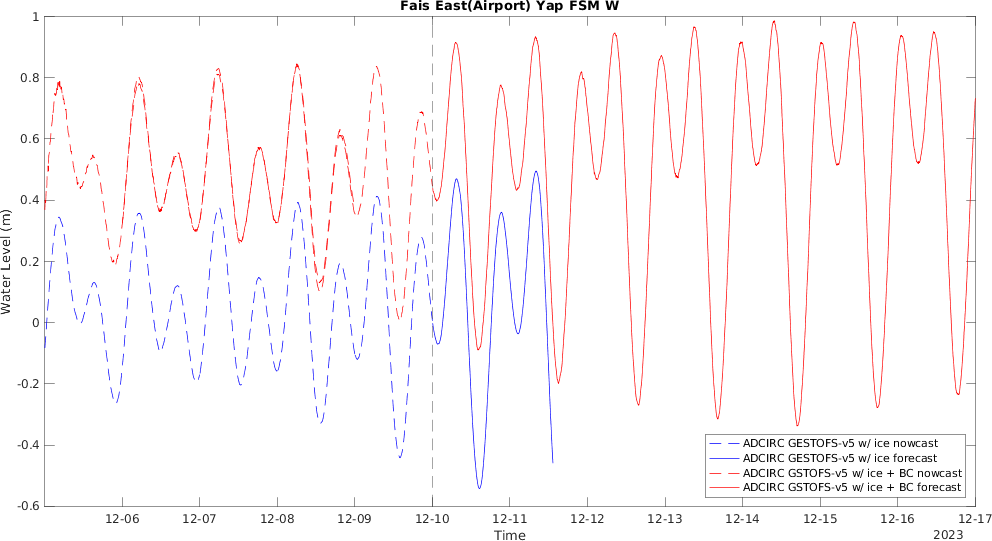 Fais East(Airport) Yap FSM W
1
0.8
0.6
0.4
0.2
0
-0.2
-0.4
-0.6
Water Level (m)
ADCIRC GESTOFS-v5 w/ ice nowcast
ADCIRC GESTOFS-v5 w/ ice forecast
ADCIRC GSTOFS-v5 w/ ice + BC nowcast
ADCIRC GSTOFS-v5 w/ ice + BC forecast
12-06 12-07 12-08 12-09 12-10 12-11 12-12 12-13 12-14 12-15 12-16 12-17
Time
2023